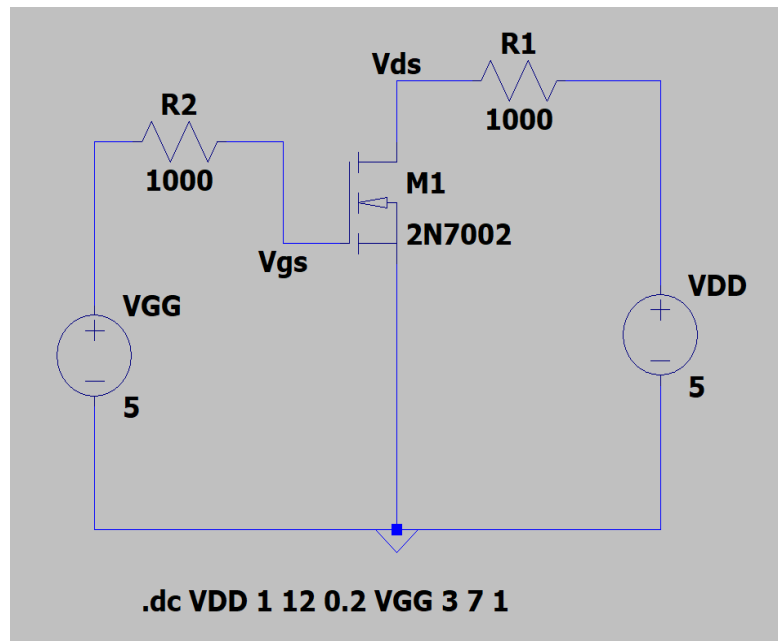 R1
Vds
1000
R2
1000
M1
2N7002
Vgs
VGG
5
VDD
5
.dc VDD 1 12 0.2 VGG 3 7 1